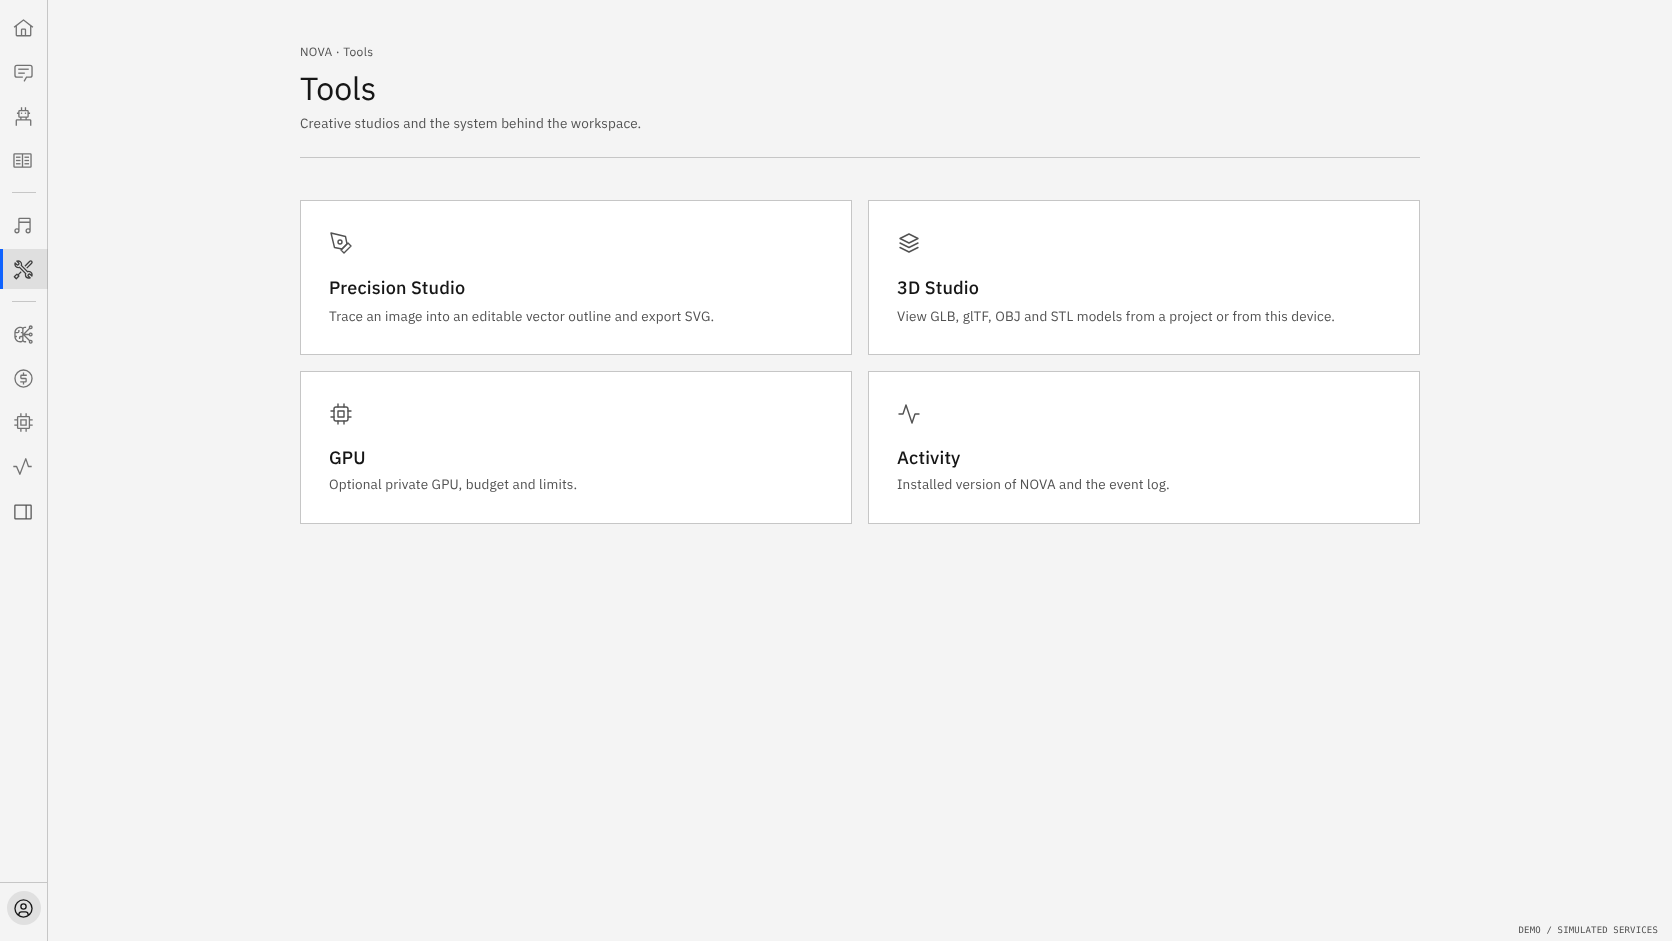 NOVA · Tools
Tools
Creative studios and the system behind the workspace.
Precision Studio
Trace an image into an editable vector outline and export SVG.
3D Studio
View GLB, glTF, OBJ and STL models from a project or from this device.
GPU
Optional private GPU, budget and limits.
Activity
Installed version of NOVA and the event log.
DEMO / SIMULATED SERVICES